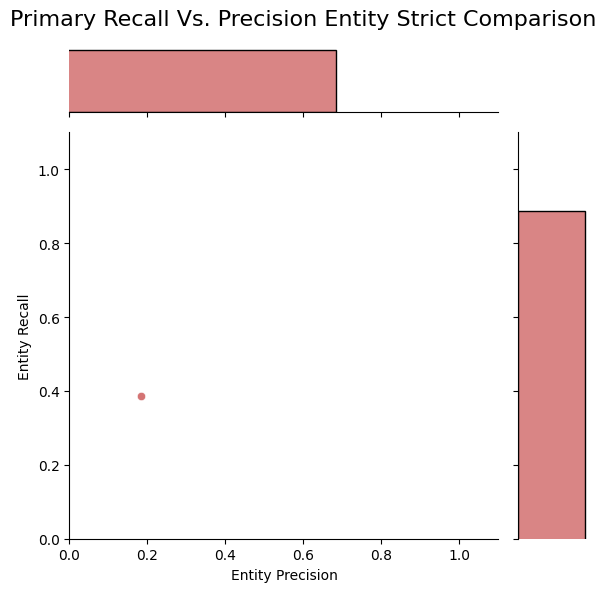 Primary Recall Vs. Precision Entity Strict Comparison
1.0
0.8
0.6
0.4
0.2
0.0
Entity Recall
0.0 0.2 0.4 0.6 0.8 1.0
Entity Precision